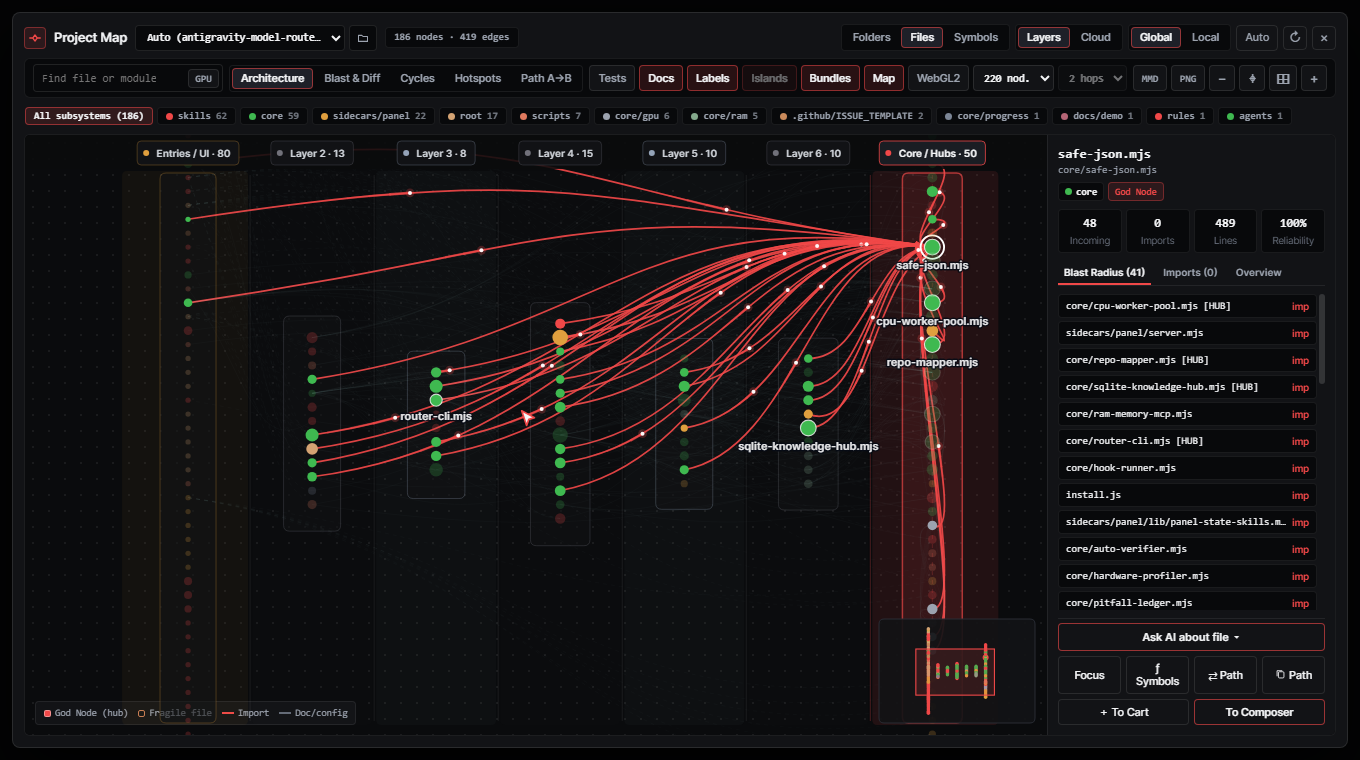 Project Map
Auto (antigravity-model-route…
186 nodes · 419 edges
Folders Files Symbols
Layers Cloud
Global Local
Auto
Find file or module GPU
Architecture Blast & Diff Cycles Hotspots Path A→B
Tests Docs Labels Islands Bundles Map WebGL2
220 nod.
2 hops
MMD PNG − +
All subsystems (186)
skills 62
core 59
sidecars/panel 22
root 17
scripts 7
core/gpu 6
core/ram 5
.github/ISSUE_TEMPLATE 2
core/progress 1
docs/demo 1
rules 1
agents 1
Entries / UI · 80
Layer 2 · 13
Layer 3 · 8
Layer 4 · 15
Layer 5 · 10
Layer 6 · 10
Core / Hubs · 50
safe-json.mjs
cpu-worker-pool.mjs
repo-mapper.mjs
router-cli.mjs
sqlite-knowledge-hub.mjs
God Node (hub) Fragile file Import Doc/config
safe-json.mjs
core/safe-json.mjs
core God Node
48 0 489 100%
Incoming Imports Lines Reliability
Blast Radius (41) Imports (0) Overview
core/cpu-worker-pool.mjs [HUB] imp
sidecars/panel/server.mjs imp
core/repo-mapper.mjs [HUB] imp
core/sqlite-knowledge-hub.mjs [HUB] imp
core/ram-memory-mcp.mjs imp
core/router-cli.mjs [HUB] imp
core/hook-runner.mjs imp
install.js imp
sidecars/panel/lib/panel-state-skills.m… imp
core/auto-verifier.mjs imp
core/hardware-profiler.mjs imp
core/pitfall-ledger.mjs imp
Ask AI about file
Focus
ƒ Symbols
⇄ Path
Path
+ To Cart
To Composer